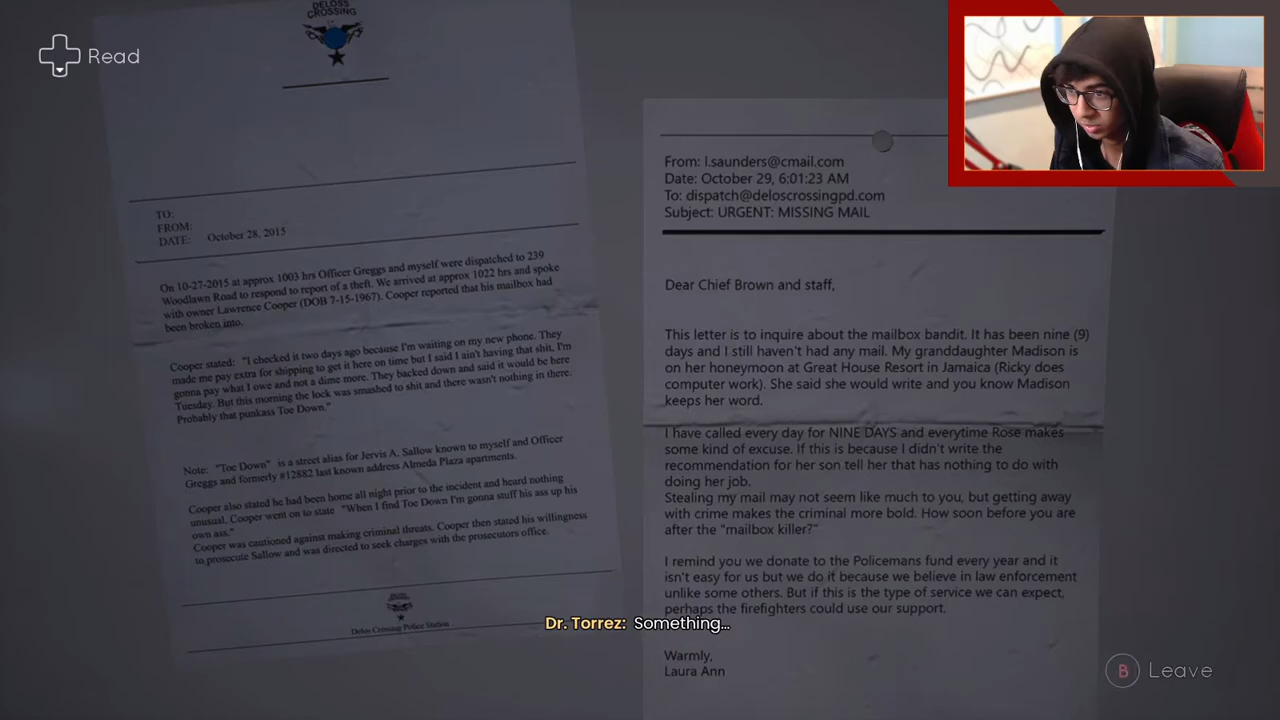 Read
DELOSS
CROSSING
TO:
FROM:
DATE: October 28, 2015
On 10-27-2015 at approx 1003 hrs Officer Greggs and myself were dispatched to 239
Woodlawn Road to respond to report of a theft. We arrived at approx 1022 hrs and spoke
with owner Lawrence Cooper (DOB 7-15-1967). Cooper reported that his mailbox had
been broken into.
Cooper stated: "I checked it two days ago because I'm waiting on my new phone. They
made me pay extra for shipping to get it here on time but I said I ain't having that shit, I'm
gonna pay what I owe and not a dime more. They backed down and said it would be here
Tuesday. But this morning the lock was smashed to shit and there wasn't nothing in there.
Probably that punkass Toe Down."
Note: "Toe Down" is a street alias for Jervis A. Sallow known to myself and Officer
Greggs and formerly #12882 last known address Almeda Plaza apartments.
Cooper also stated he had been home all night prior to the incident and heard nothing
unusual, Cooper went on to state "When I find Toe Down I'm gonna stuff his ass up his
own ass."
Cooper was cautioned against making criminal threats. Cooper then stated his willingness
to prosecute Sallow and was directed to seek charges with the prosecutors office.
Delos Crossing Police Station
From: l.saunders@cmail.com
Date: October 29, 6:01:23 AM
To: dispatch@deloscrossingpd.com
Subject: URGENT: MISSING MAIL
Dear Chief Brown and staff,
This letter is to inquire about the mailbox bandit. It has been nine (9)
days and I still haven't had any mail. My granddaughter Madison is
on her honeymoon at Great House Resort in Jamaica (Ricky does
computer work). She said she would write and you know Madison
keeps her word.
I have called every day for NINE DAYS and everytime Rose makes
some kind of excuse. If this is because I didn't write the
recommendation for her son tell her that has nothing to do with
doing her job.
Stealing my mail may not seem like much to you, but getting away
with crime makes the criminal more bold. How soon before you are
after the "mailbox killer?"
I remind you we donate to the Policemans fund every year and it
isn't easy for us but we do it because we believe in law enforcement
unlike some others. But if this is the type of service we can expect,
perhaps the firefighters could use our support.
Warmly,
Laura Ann
Dr. Torrez: Something...
B Leave